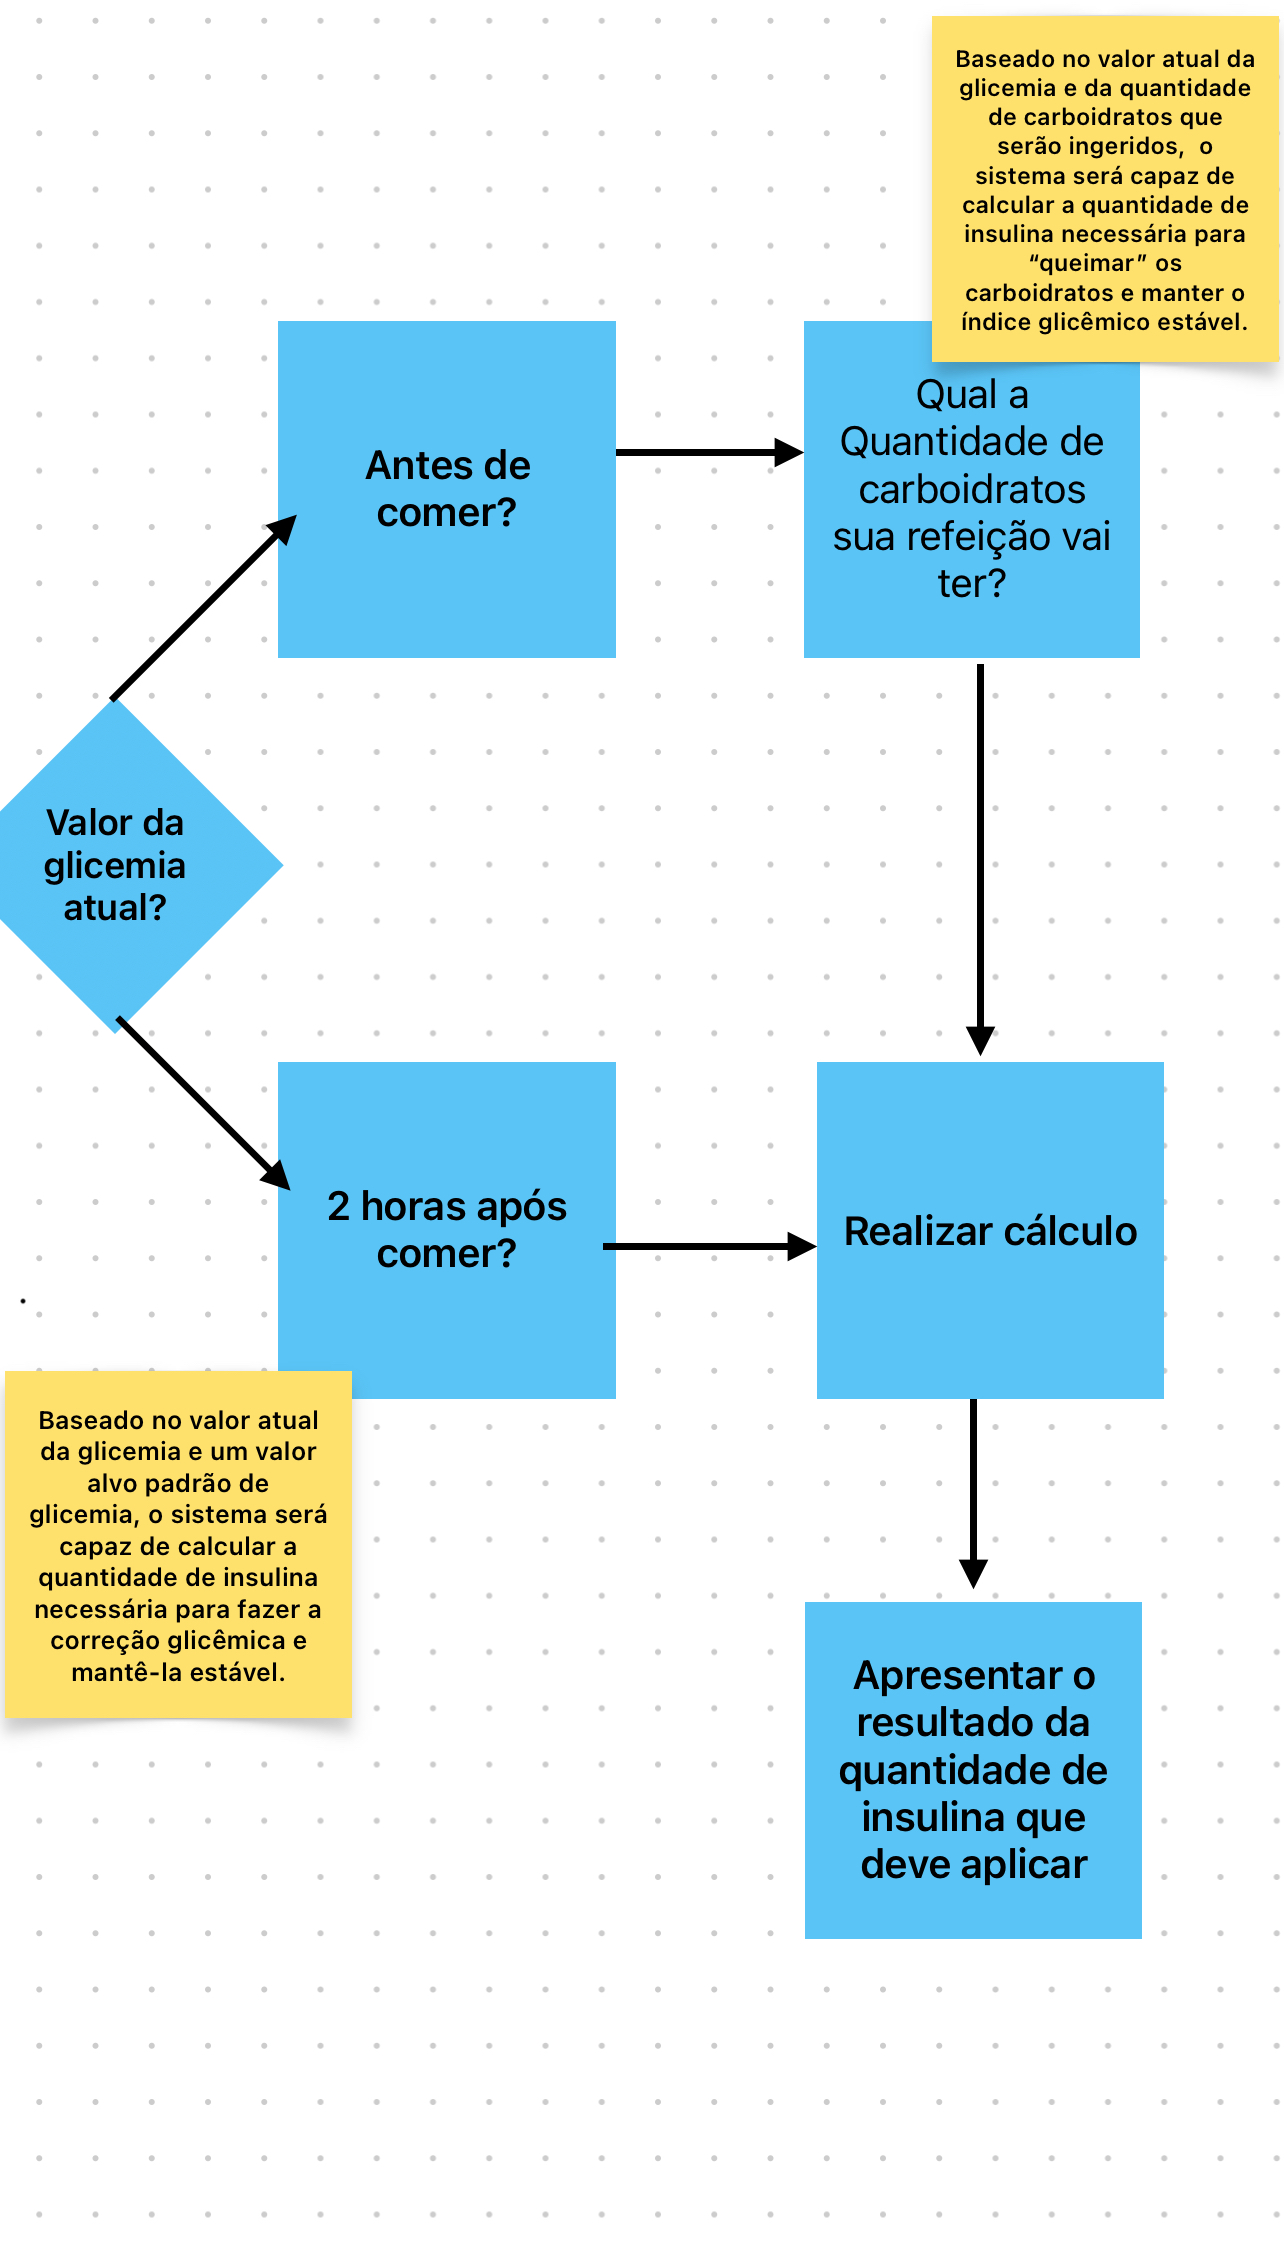 Baseado no valor atual da
glicemia e da quantidade
de carboidratos que
serão ingeridos,  o
sistema será capaz de
calcular a quantidade de
insulina necessária para
“queimar” os
carboidratos e manter o
índice glicêmico estável.
Antes de
comer?
Qual a
Quantidade de
carboidratos
sua refeição vai
ter?
Valor da
glicemia
atual?
2 horas após
comer?
Realizar cálculo
Baseado no valor atual
da glicemia e um valor
alvo padrão de
glicemia, o sistema será
capaz de calcular a
quantidade de insulina
necessária para fazer a
correção glicêmica e
mantê-la estável.
Apresentar o
resultado da
quantidade de
insulina que
deve aplicar